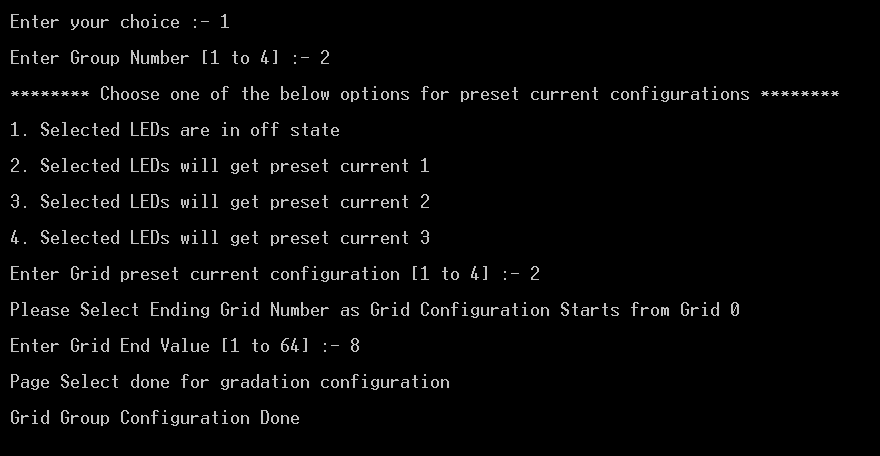 Enter your choice :- 1
Enter Group Number [1 to 4] :- 2
******** Choose one of the below options for preset current configurations ********
1. Selected LEDs are in off state
2. Selected LEDs will get preset current 1
3. Selected LEDs will get preset current 2
4. Selected LEDs will get preset current 3
Enter Grid preset current configuration [1 to 4] :- 2
Please Select Ending Grid Number as Grid Configuration Starts from Grid 0
Enter Grid End Value [1 to 64] :- 8
Page Select done for gradation configuration
Grid Group Configuration Done